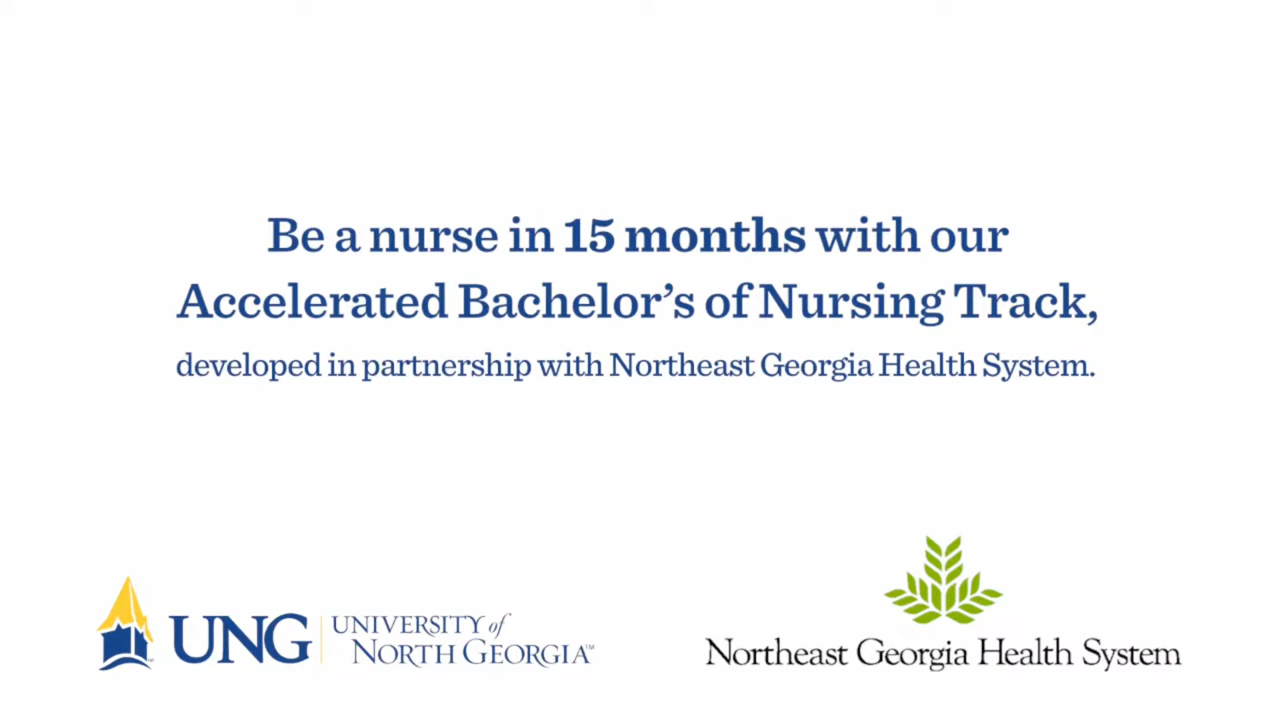 Be a nurse in 15 months with our
Accelerated Bachelor’s of Nursing Track,
developed in partnership with Northeast Georgia Health System.
UNG
UNIVERSITY of
NORTH GEORGIA™
Northeast Georgia Health System